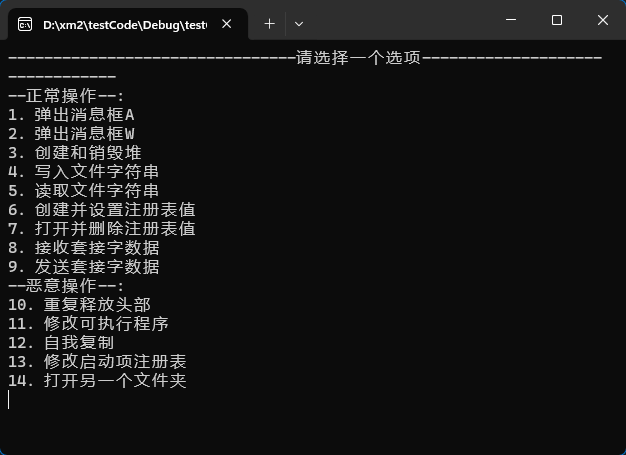 D:\xm2\testCode\Debug\test
--------------------------------请选择一个选项--------------------
------------
--正常操作--:
1. 弹出消息框A
2. 弹出消息框W
3. 创建和销毁堆
4. 写入文件字符串
5. 读取文件字符串
6. 创建并设置注册表值
7. 打开并删除注册表值
8. 接收套接字数据
9. 发送套接字数据
--恶意操作--:
10. 重复释放头部
11. 修改可执行程序
12. 自我复制
13. 修改启动项注册表
14. 打开另一个文件夹